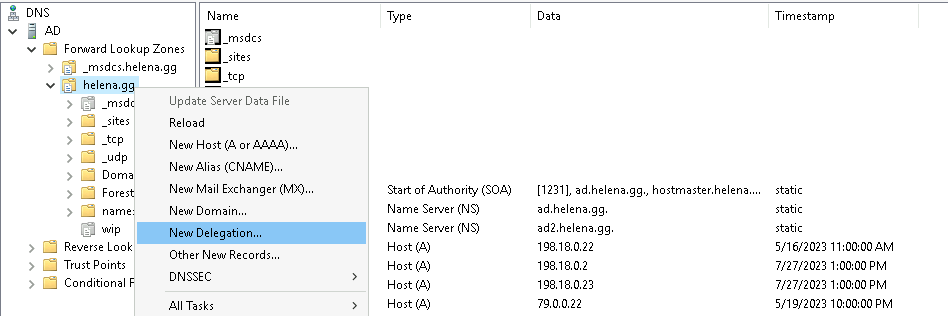 DNS
AD
Forward Lookup Zones
_msdcs.helena.gg
helena.gg
_msdc
_sites
_tcp
_udp
Doma
Forest
name
wip
Reverse Look
Trust Points
Conditional F
Update Server Data File
Reload
New Host (A or AAAA)...
New Alias (CNAME)...
New Mail Exchanger (MX)...
New Domain...
New Delegation...
Other New Records...
DNSSEC
All Tasks
Name Type Data Timestamp
_msdcs
_sites
_tcp
Start of Authority (SOA) [1231], ad.helena.gg., hostmaster.helena.... static
Name Server (NS) ad.helena.gg. static
Name Server (NS) ad2.helena.gg. static
Host (A) 198.18.0.22 5/16/2023 11:00:00 AM
Host (A) 198.18.0.2 7/27/2023 1:00:00 PM
Host (A) 198.18.0.23 7/27/2023 1:00:00 PM
Host (A) 79.0.0.22 5/19/2023 10:00:00 PM